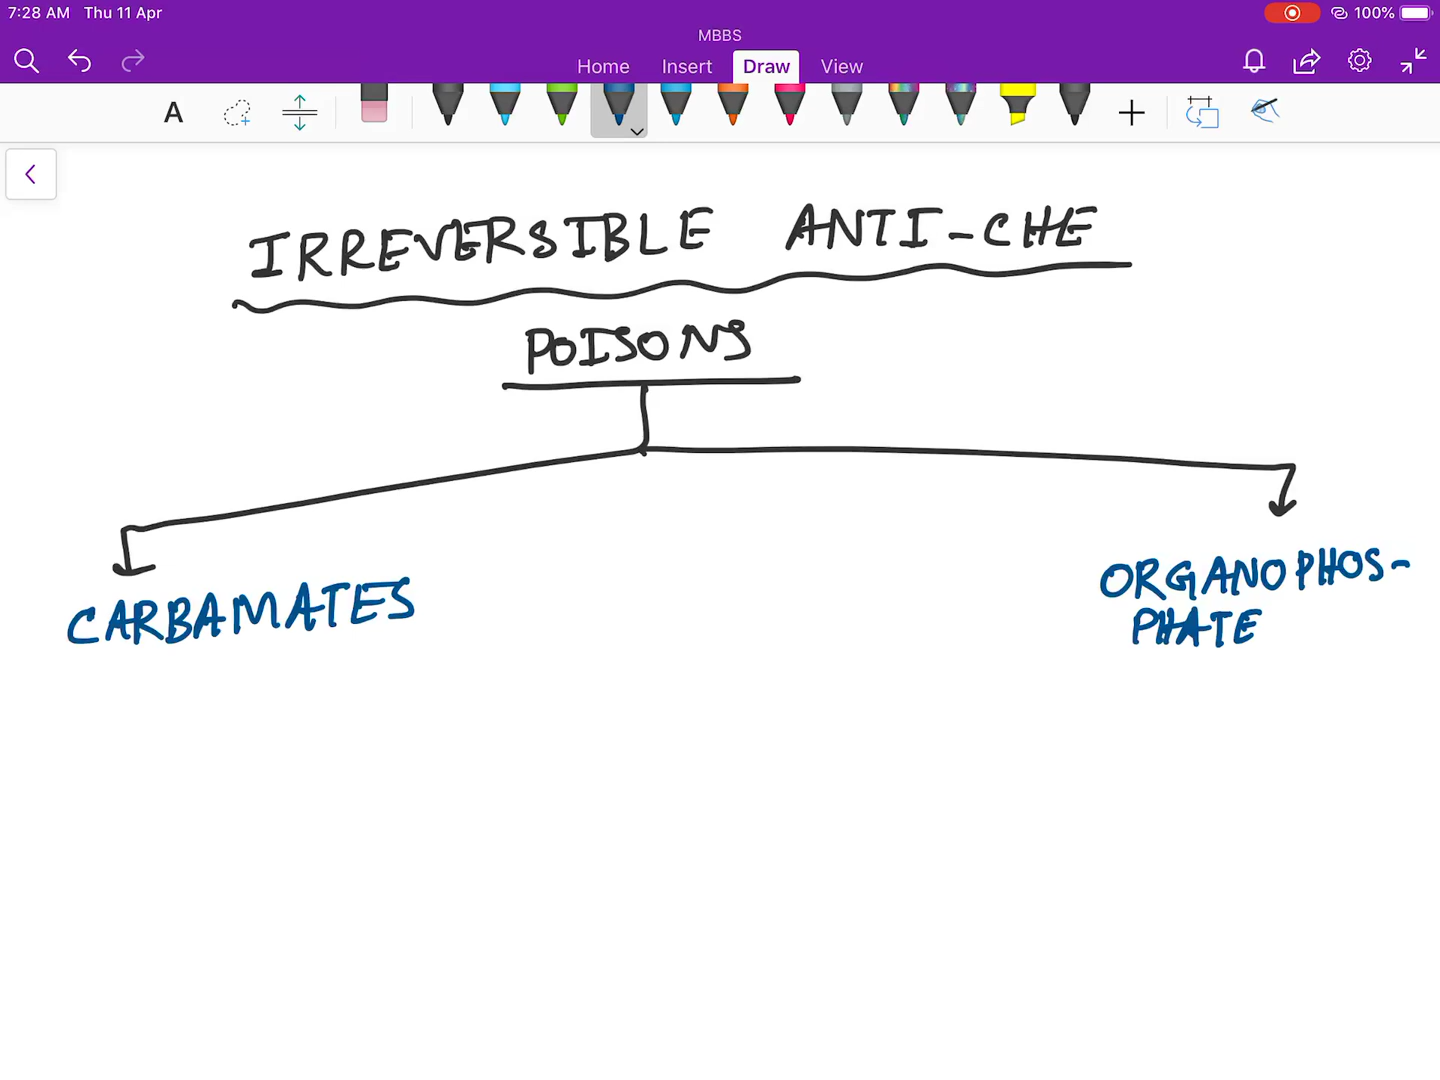 7:28 AM Thu 11 Apr
100%
MBBS
Home Insert Draw View
A
IRREVERSIBLE ANTI-CHE
POISONS
CARBAMATES
ORGANOPHOS-
PHATE